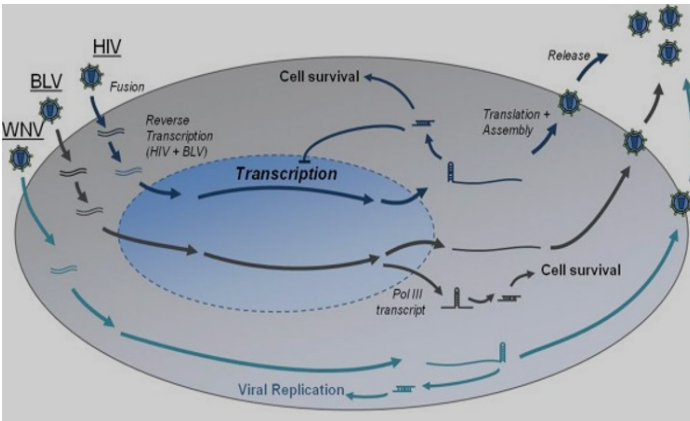 HIV
BLV
WNV
Fusion
Reverse
Transcription
(HIV + BLV)
Cell survival
Release
Translation +
Assembly
Transcription
Pol III
transcript
Cell survival
Viral Replication